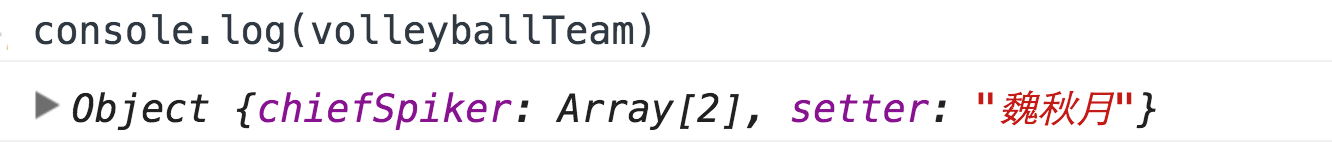 console.log(volleyballTeam)
Object {chiefSpiker: Array[2], setter: "魏秋月"}